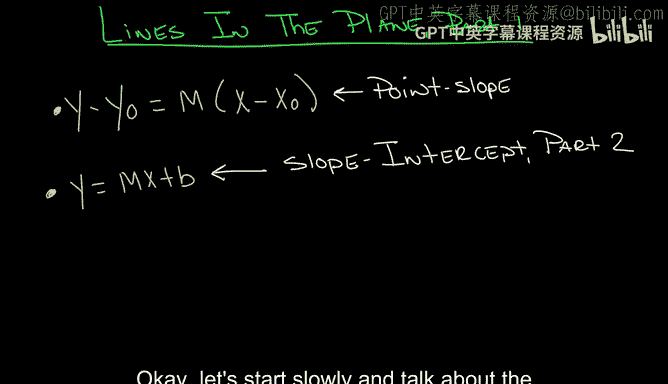 GPT中英字幕课程资源@bilibili.com
GPT中英字幕课程资源 bilibili
LINES IN THE PLANE PART 1
• y - y₀ = M (x - x₀) ← POINT-SLOPE
• y = Mx + b ← SLOPE-INTERCEPT, PART 2
Okay, let's start slowly and talk about the